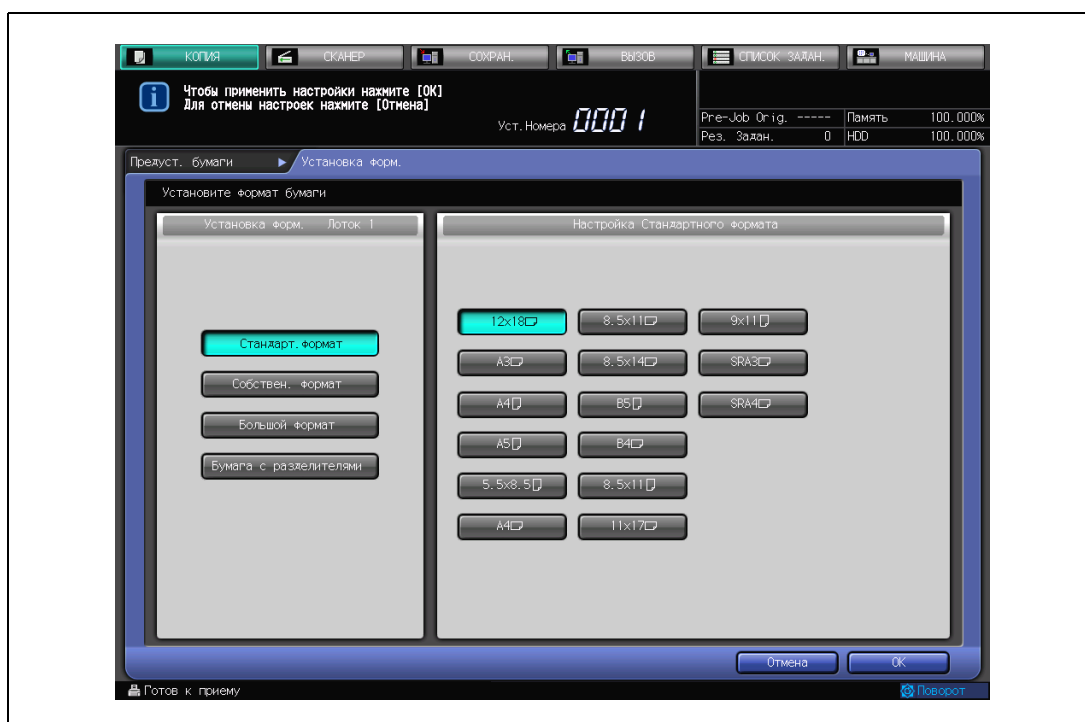 КОПИЯ СКАНЕР СОХРАН. ВЫЗОВ СПИСОК ЗАДАН. МАШИНА
Чтобы применить настройки нажмите [OK]
Для отмены настроек нажмите [Отмена]
Уст.Номера 0001
Pre-Job Orig. ----- Память 100.000%
Рез. Задан. 0 HDD 100.000%
Предуст. бумаги Установка форм.
Установите формат бумаги
Установка форм. Лоток 1
Настройка Стандартного формата
12x18 8.5x11 9x11
Стандарт.формат
A3 8.5x14 SRA3
Собствен. формат
A4 B5 SRA4
Большой формат
A5 B4
Бумага с разделителями
5.5x8.5 8.5x11
A4 11x17
Отмена OK
Готов к приему Поворот